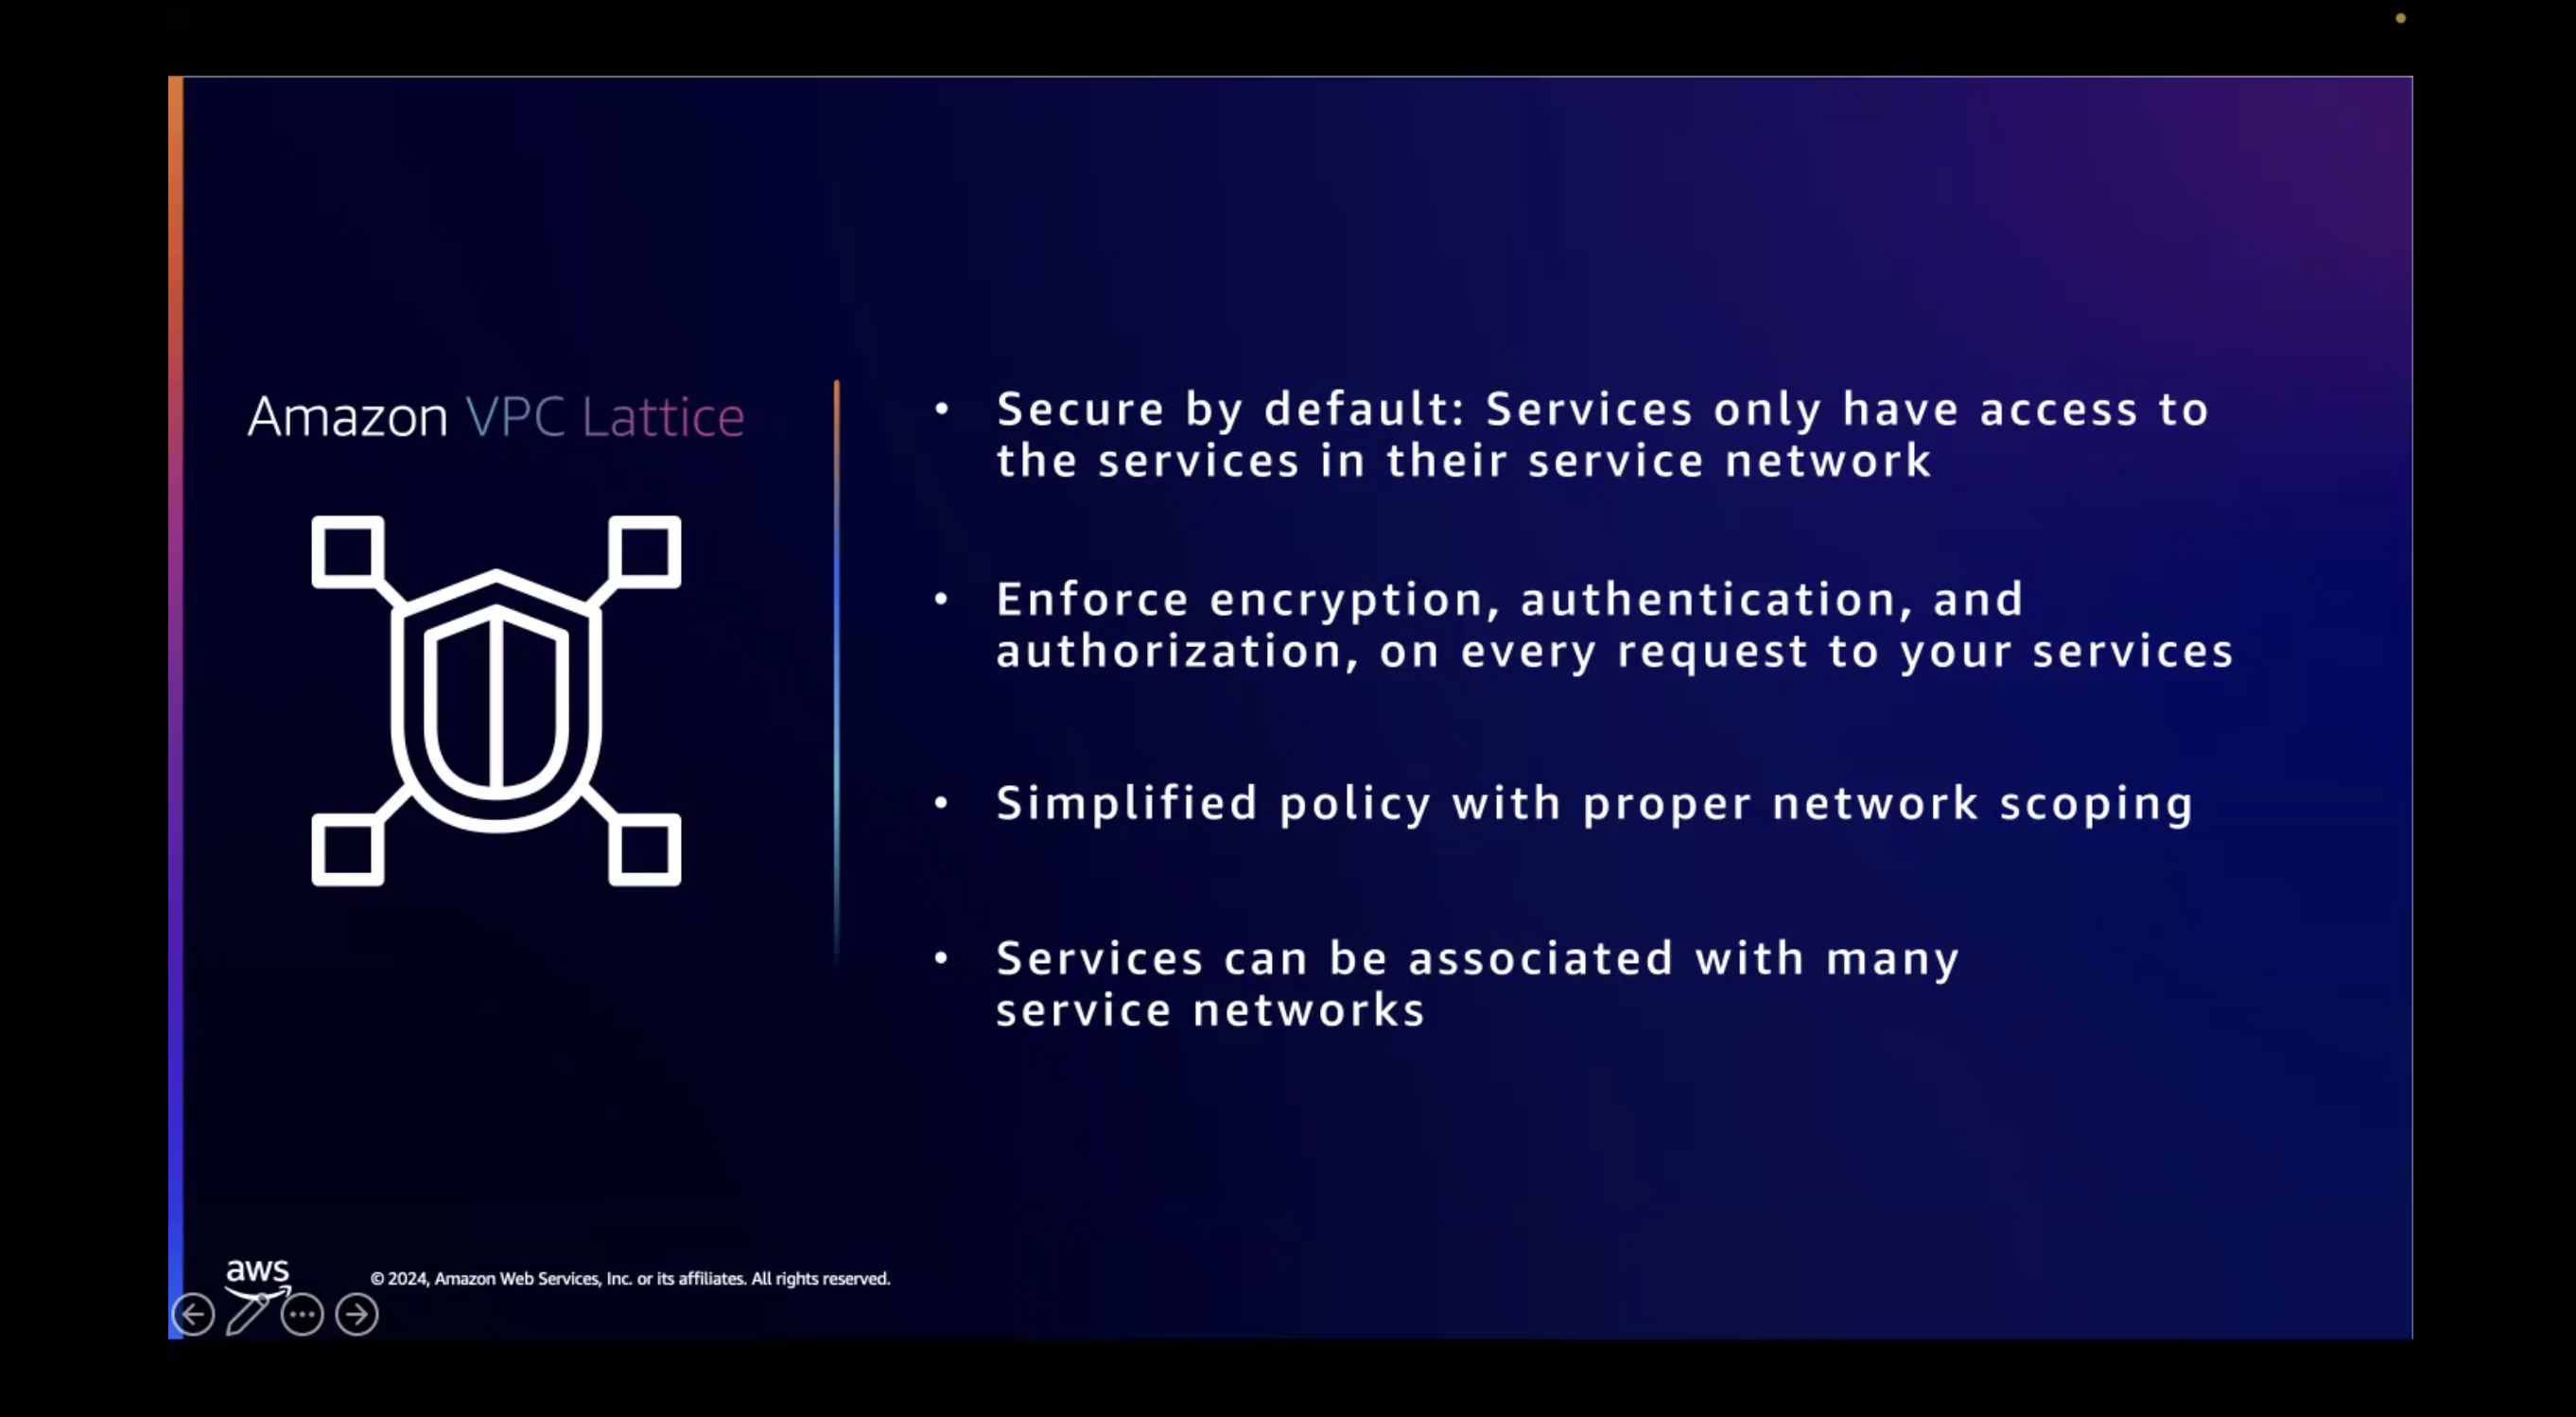 Amazon VPC Lattice
• Secure by default: Services only have access to
the services in their service network
• Enforce encryption, authentication, and
authorization, on every request to your services
• Simplified policy with proper network scoping
• Services can be associated with many
service networks
aws
© 2024, Amazon Web Services, Inc. or its affiliates. All rights reserved.